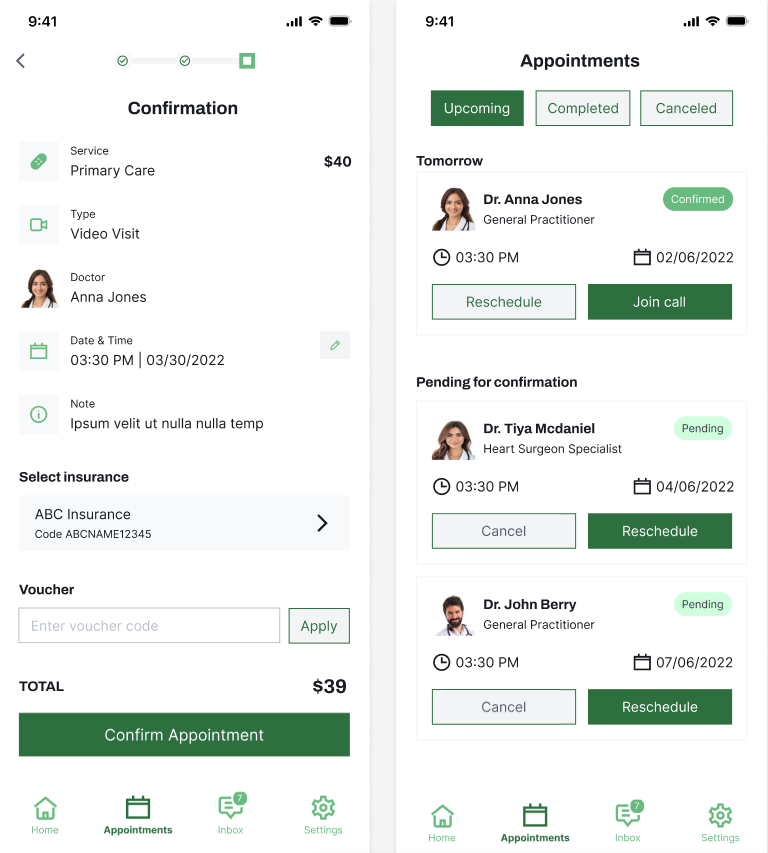 9:41
Confirmation
Service
Primary Care
$40
Type
Video Visit
Doctor
Anna Jones
Date & Time
03:30 PM | 03/30/2022
Note
Ipsum velit ut nulla nulla temp
Select insurance
ABC Insurance
Code ABCNAME12345
Voucher
Enter voucher code
Apply
TOTAL
$39
Confirm Appointment
7
Home
Appointments
Inbox
Settings
9:41
Appointments
Upcoming
Completed
Canceled
Tomorrow
Dr. Anna Jones
Confirmed
General Practitioner
03:30 PM
02/06/2022
Reschedule
Join call
Pending for confirmation
Dr. Tiya Mcdaniel
Pending
Heart Surgeon Specialist
03:30 PM
04/06/2022
Cancel
Reschedule
Dr. John Berry
Pending
General Practitioner
03:30 PM
07/06/2022
Cancel
Reschedule
7
Home
Appointments
Inbox
Settings